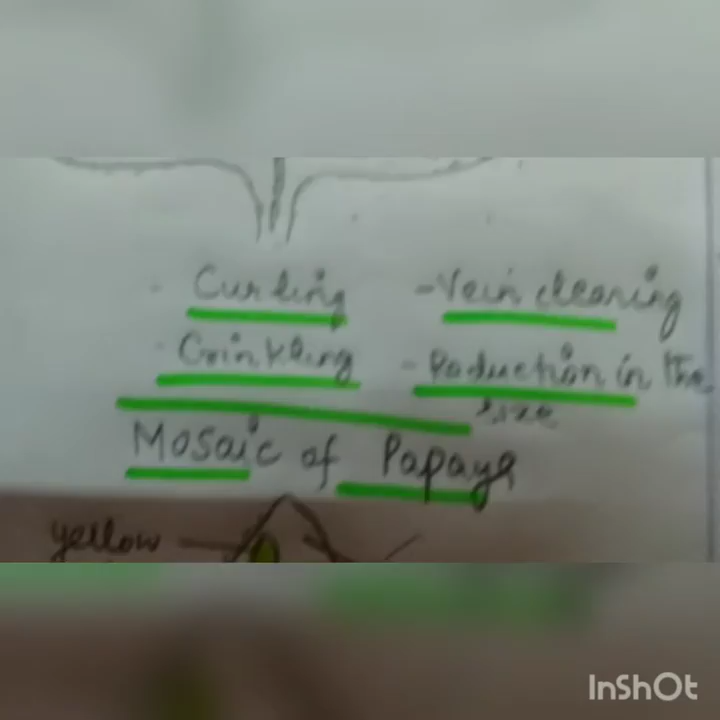 - Curling - Vein clearing
- Crinkling - Reduction in the
size
Mosaic of Papaya
yellow
InShOt